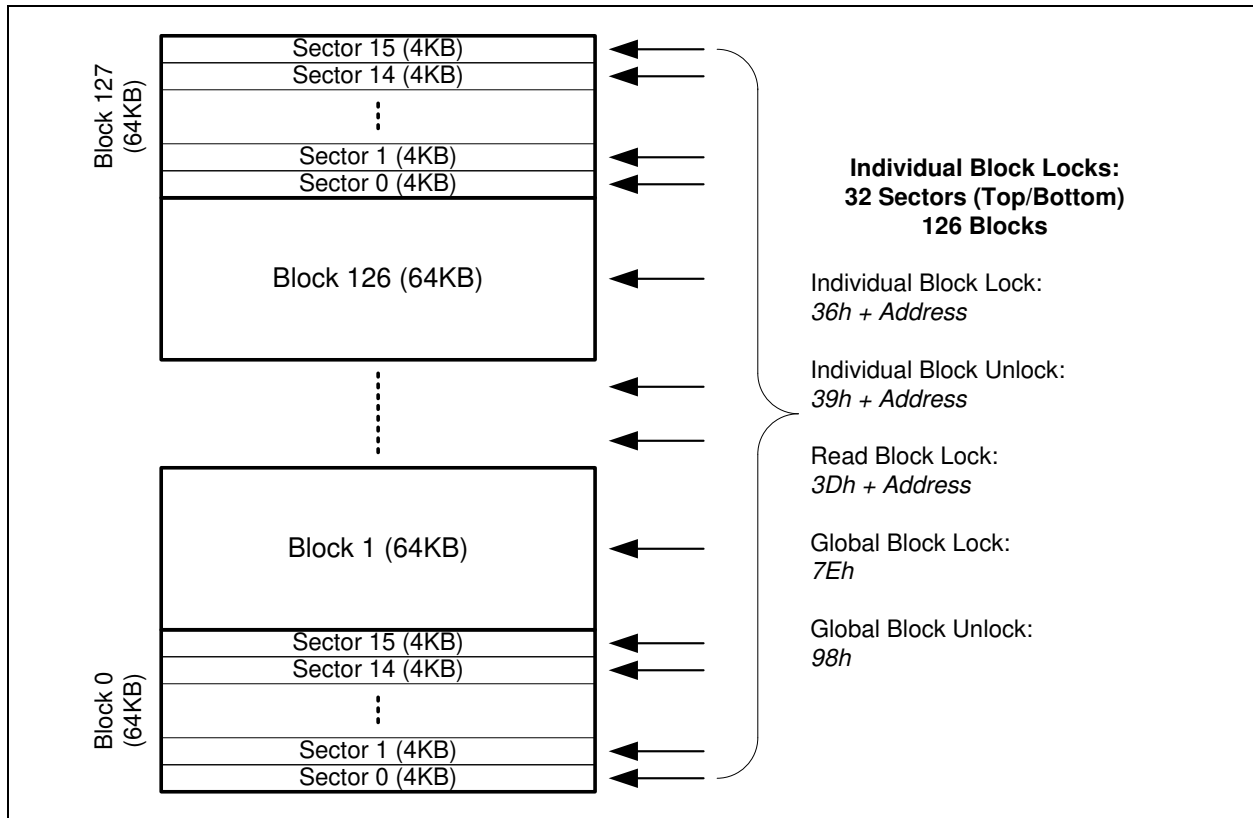 Block 127
(64KB)
Sector 15 (4KB)
Sector 14 (4KB)
Sector 1 (4KB)
Sector 0 (4KB)
Block 126 (64KB)
Block 1 (64KB)
Block 0
(64KB)
Sector 15 (4KB)
Sector 14 (4KB)
Sector 1 (4KB)
Sector 0 (4KB)
Individual Block Locks:
32 Sectors (Top/Bottom)
126 Blocks
Individual Block Lock:
36h + Address
Individual Block Unlock:
39h + Address
Read Block Lock:
3Dh + Address
Global Block Lock:
7Eh
Global Block Unlock:
98h